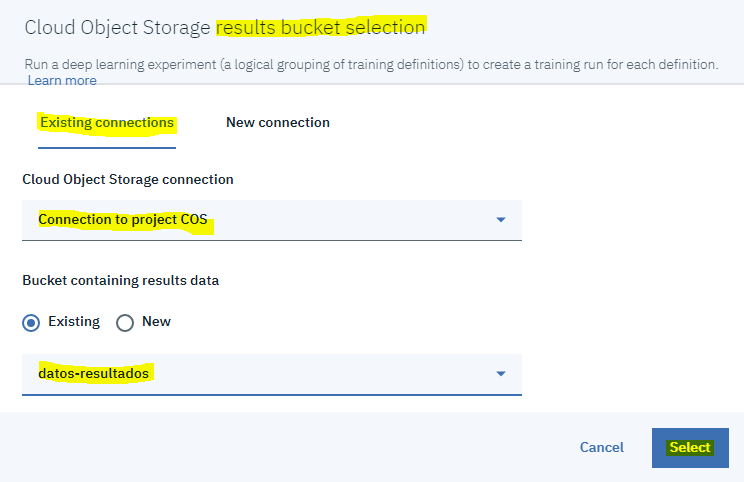 Cloud Object Storage results bucket selection
Run a deep learning experiment (a logical grouping of training definitions) to create a training run for each definition.
Learn more
Existing connections New connection
Cloud Object Storage connection
Connection to project COS
Bucket containing results data
Existing New
datos-resultados
Cancel Select